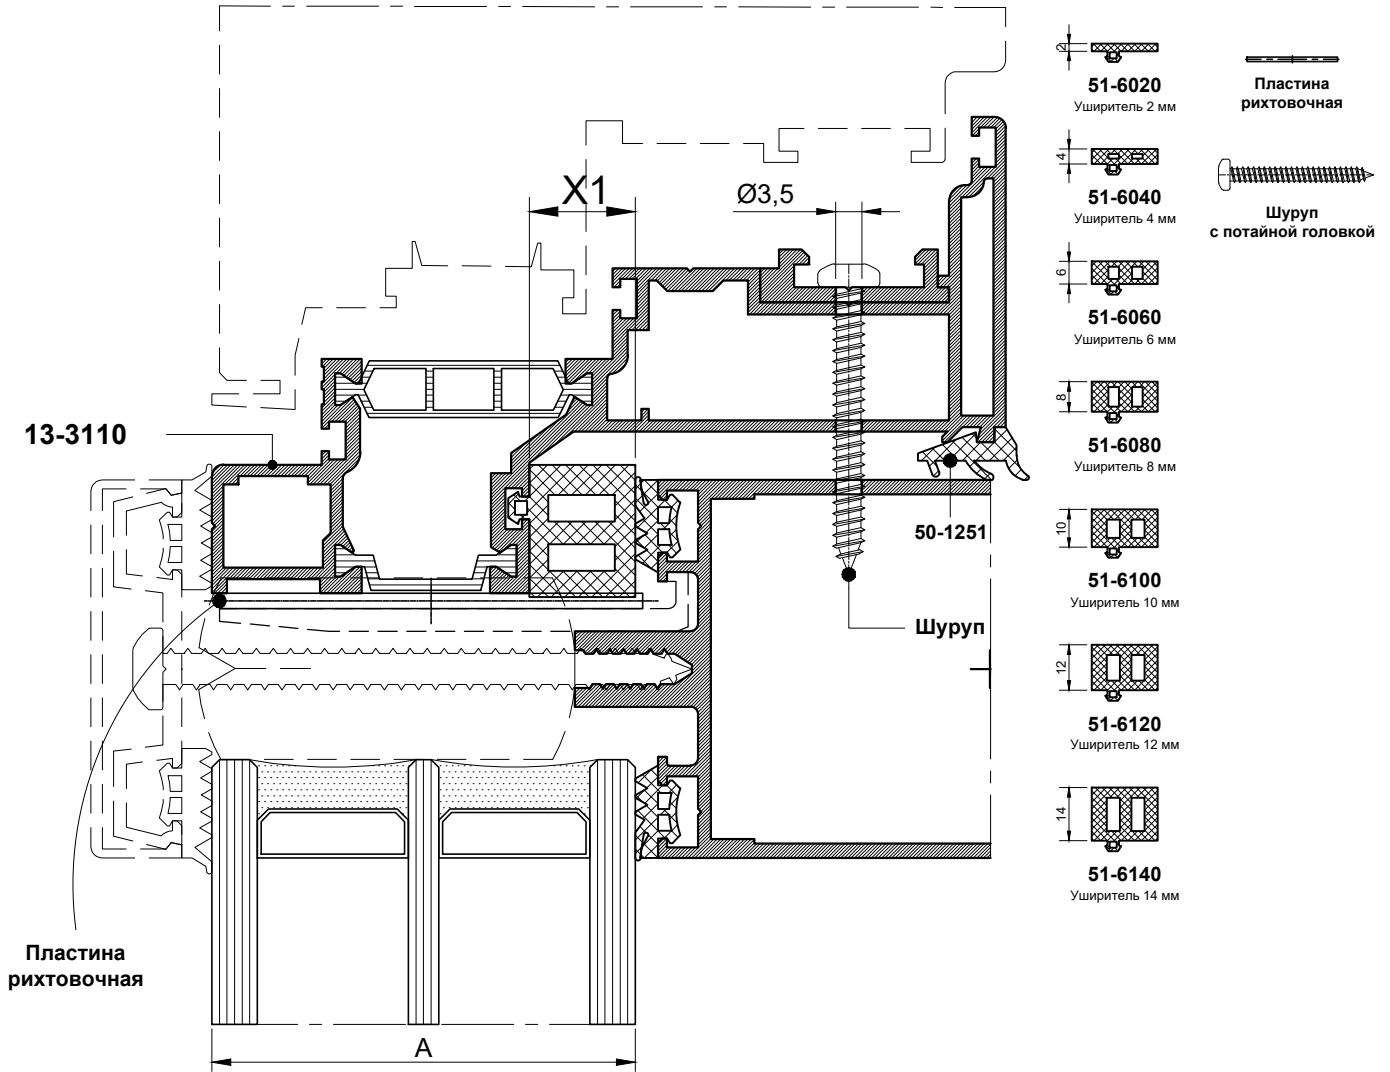 X1
Ø3,5
13-3110
50-1251
Шуруп
Пластина
рихтовочная
A
2
51-6020
Уширитель 2 мм
4
51-6040
Уширитель 4 мм
6
51-6060
Уширитель 6 мм
8
51-6080
Уширитель 8 мм
10
51-6100
Уширитель 10 мм
12
51-6120
Уширитель 12 мм
14
51-6140
Уширитель 14 мм
Пластина
рихтовочная
Шуруп
с потайной головкой